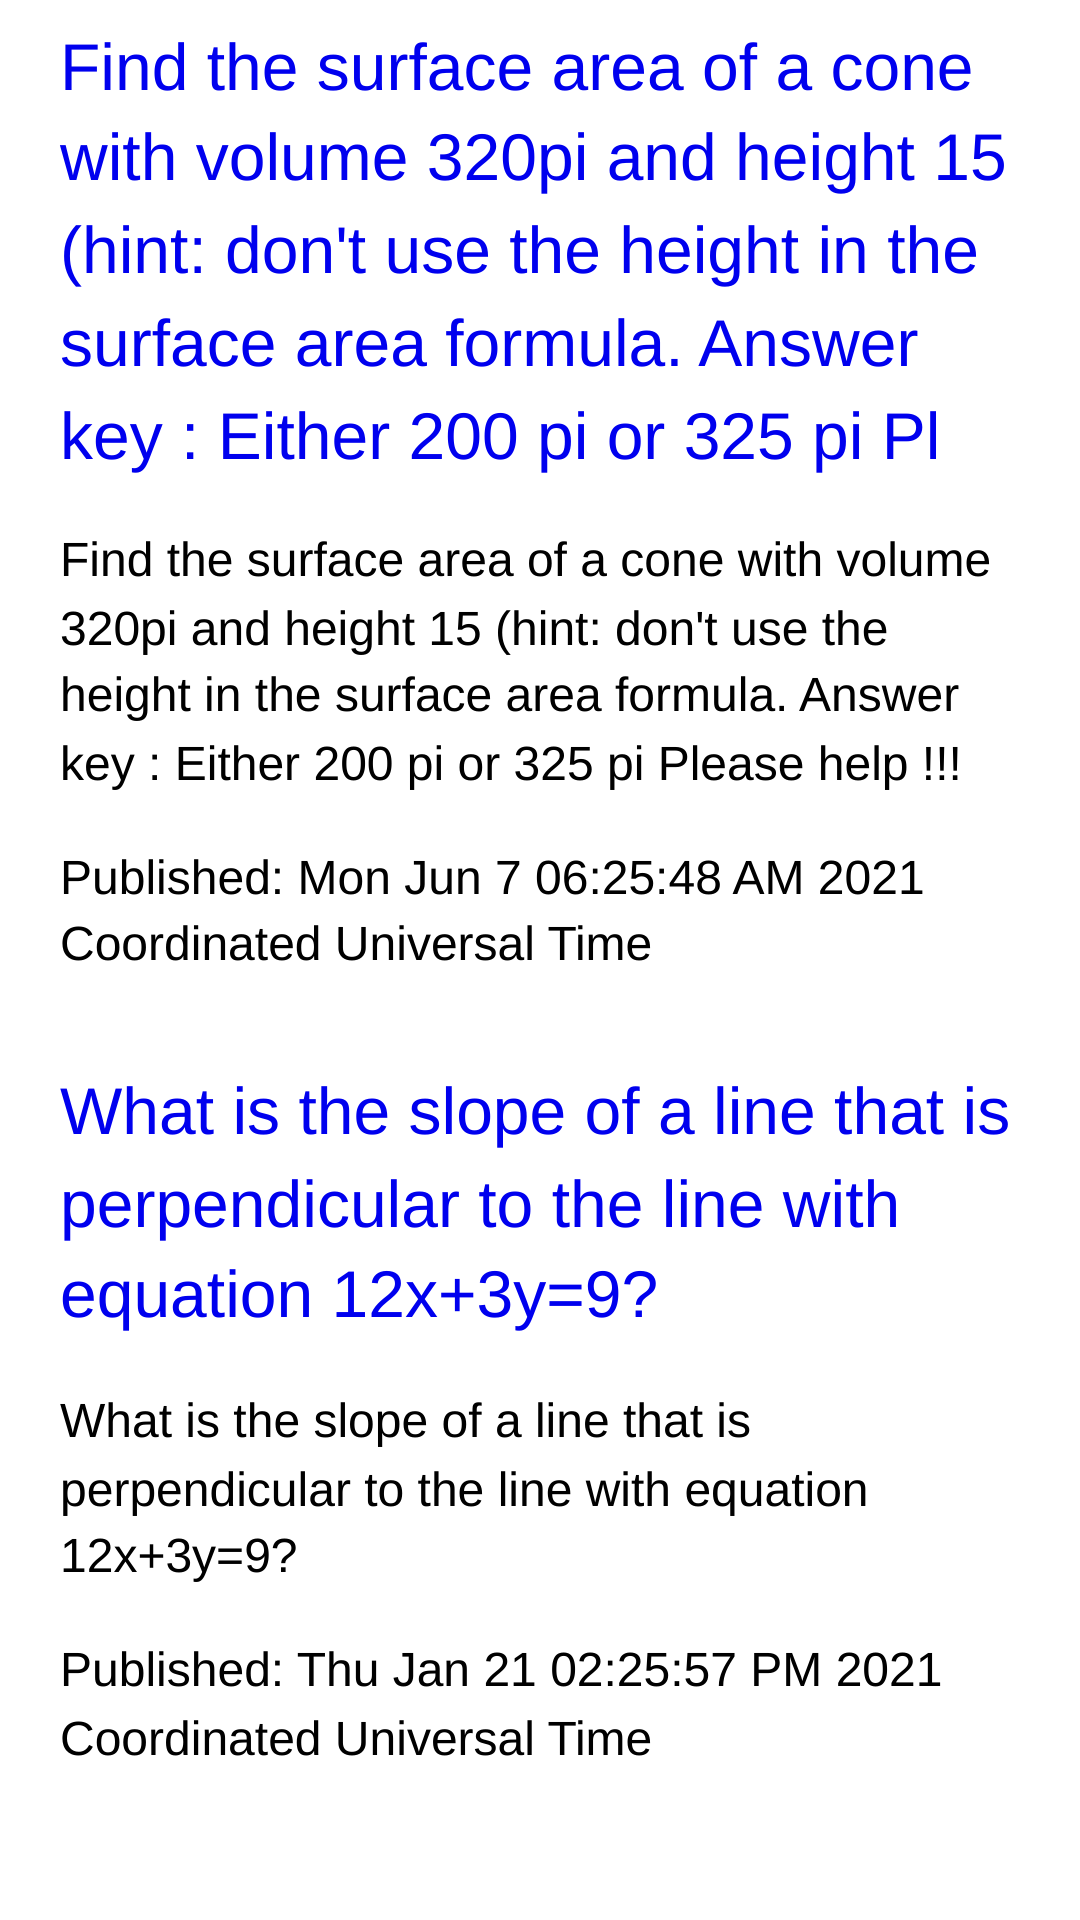 Find the surface area of a cone
with volume 320pi and height 15
(hint: don't use the height in the
surface area formula. Answer
key : Either 200 pi or 325 pi Pl
Find the surface area of a cone with volume
320pi and height 15 (hint: don't use the
height in the surface area formula. Answer
key : Either 200 pi or 325 pi Please help !!!
Published: Mon Jun 7 06:25:48 AM 2021
Coordinated Universal Time
What is the slope of a line that is
perpendicular to the line with
equation 12x+3y=9?
What is the slope of a line that is
perpendicular to the line with equation
12x+3y=9?
Published: Thu Jan 21 02:25:57 PM 2021
Coordinated Universal Time